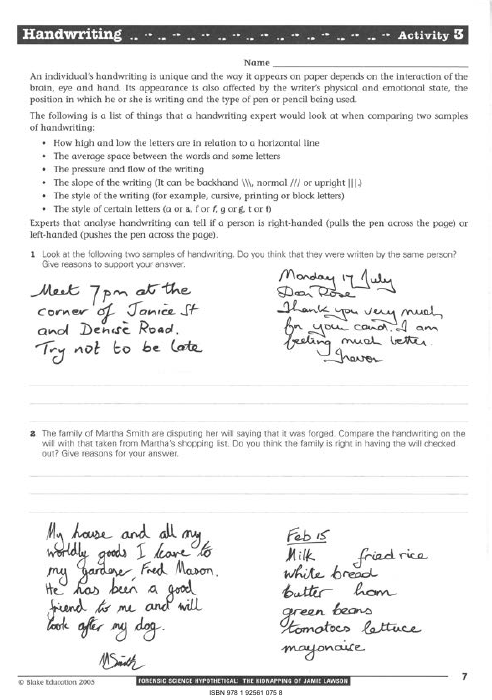 Handwriting Activity 3
Name
An individual's handwriting is unique and the way it appears on paper depends on the interaction of the
brain, eye and hand. Its appearance is also affected by the writer's physical and emotional state, the
position in which he or she is writing and the type of pen or pencil being used.
The following is a list of things that a handwriting expert would look at when comparing two samples
of handwriting:
• How high and low the letters are in relation to a horizontal line
• The average space between the words and some letters
• The pressure and flow of the writing
• The slope of the writing (It can be backhand \\\, normal /// or upright |||.)
• The style of the writing (for example, cursive, printing or block letters)
• The style of certain letters (a or a, f or f, g or g, t or t)
Experts that analyse handwriting can tell if a person is right-handed (pulls the pen across the page) or
left-handed (pushes the pen across the page).
1 Look at the following two samples of handwriting. Do you think that they were written by the same person?
Give reasons to support your answer.
Meet 7pm at the
corner of Janice St
and Denise Road.
Try not to be late
Monday 17 July
Dear Rose
Thank you very much
for your card. I am
feeling much better.
Trevor
2 The family of Martha Smith are disputing her will saying that it was forged. Compare the handwriting on the
will with that taken from Martha's shopping list. Do you think the family is right in having the will checked
out? Give reasons for your answer.
My house and all my
worldly goods I leave to
my gardener, Fred Mason.
He has been a good
friend to me and will
look after my dog.
M Smith
Feb 15
Milk fried rice
white bread
butter ham
green beans
tomatoes lettuce
mayonaise
© Blake Education 2003 FORENSIC SCIENCE HYPOTHETICAL: THE KIDNAPPING OF JAMIE LAWSON 7
ISBN 978 1 92561 075 8